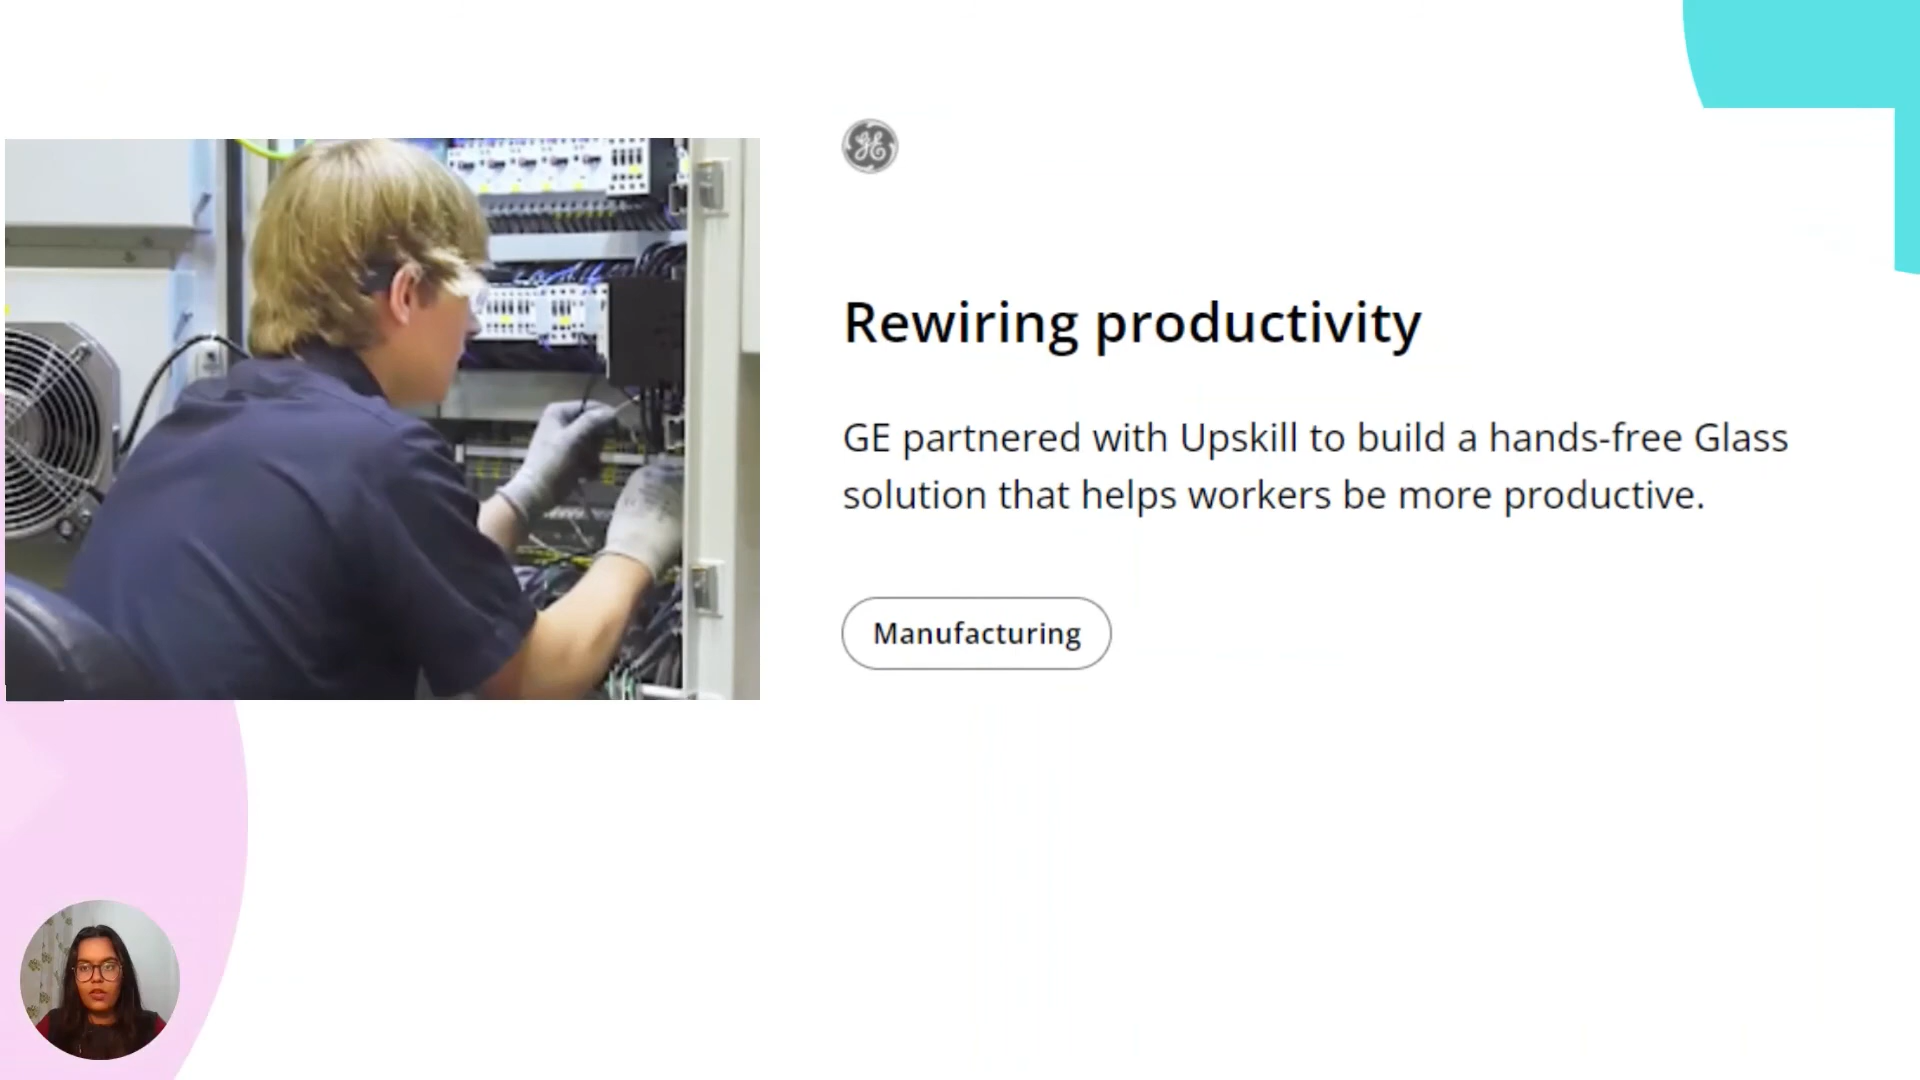 GE
Rewiring productivity
GE partnered with Upskill to build a hands-free Glass
solution that helps workers be more productive.
Manufacturing